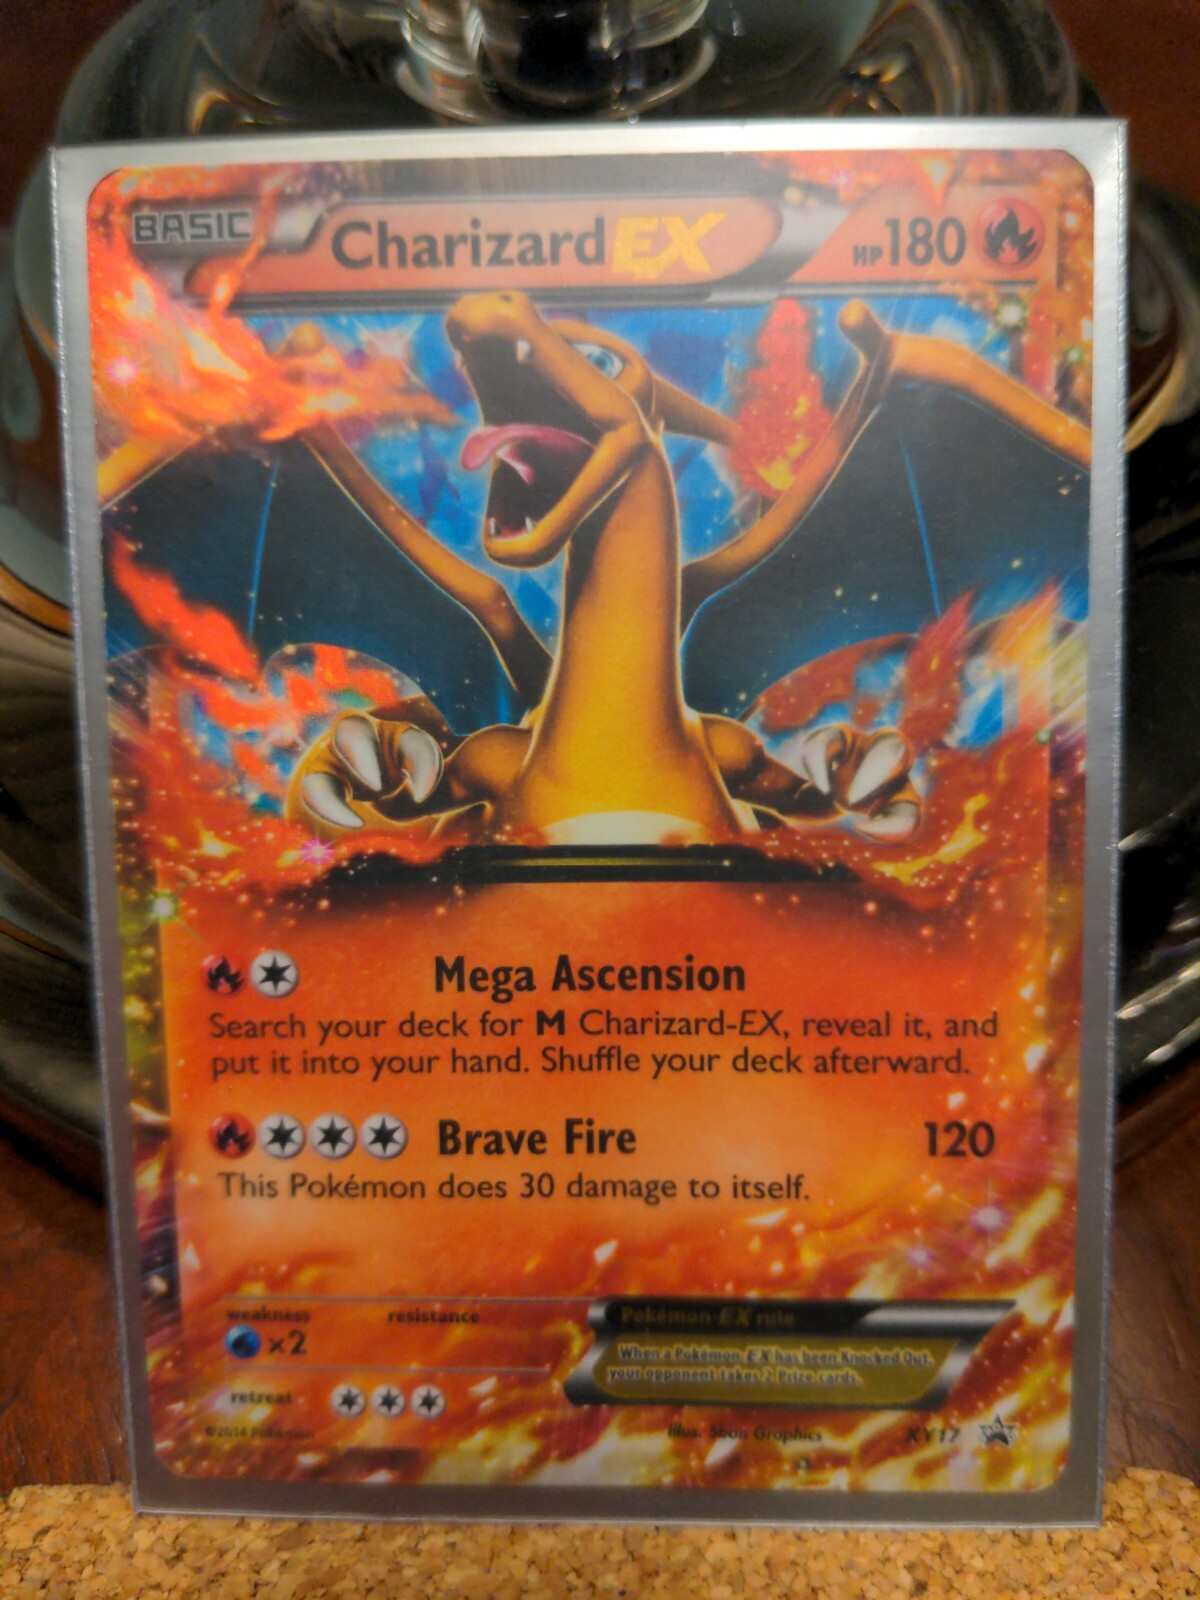 BASIC Charizard EX HP 180
Mega Ascension
Search your deck for M Charizard-EX, reveal it, and
put it into your hand. Shuffle your deck afterward.
Brave Fire 120
This Pokémon does 30 damage to itself.
weakness resistance
×2
retreat
Pokémon-EX rule
When a Pokémon-EX has been Knocked Out,
your opponent takes 2 Prize cards.
©2014 Pokémon Illus. 5ban Graphics XY17